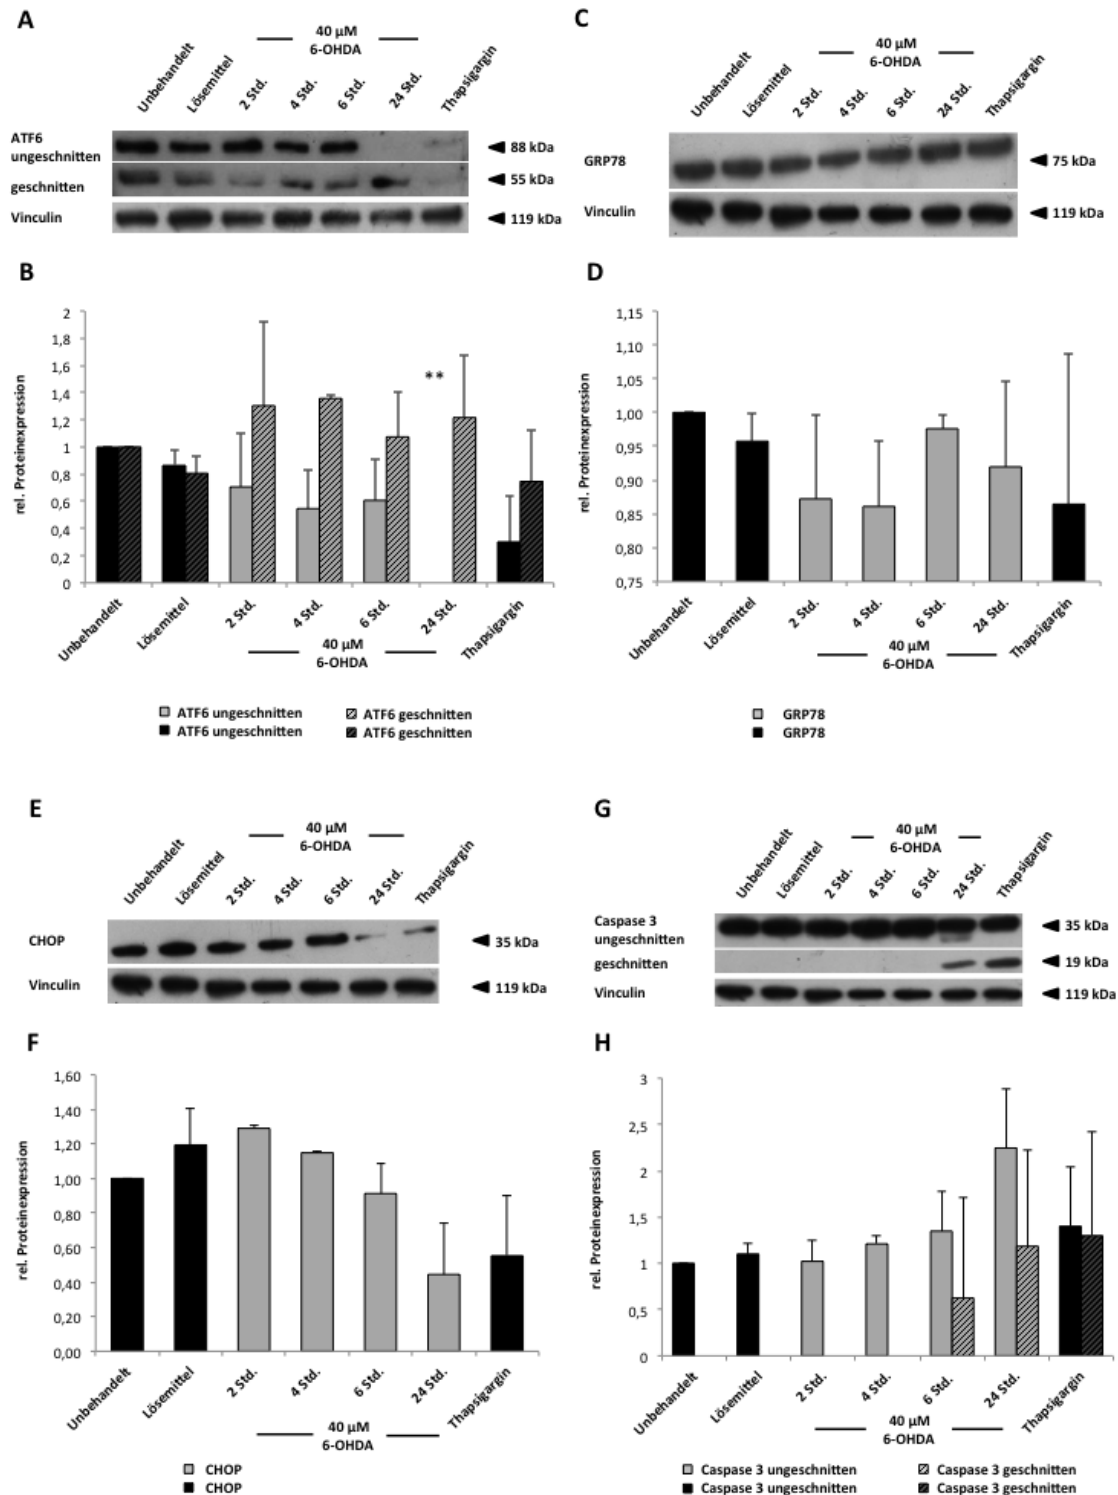 A
40 µM
6-OHDA
Unbehandelt
Lösemittel
2 Std.
4 Std.
6 Std.
24 Std.
Thapsigargin
ATF6
ungeschnitten
88 kDa
geschnitten
55 kDa
Vinculin
119 kDa
C
40 µM
6-OHDA
Unbehandelt
Lösemittel
2 Std.
4 Std.
6 Std.
24 Std.
Thapsigargin
GRP78
75 kDa
Vinculin
119 kDa
B
rel. Proteinexpression
2
1,8
1,6
1,4
1,2
1
0,8
0,6
0,4
0,2
0
**
Unbehandelt
Lösemittel
2 Std.
4 Std.
6 Std.
24 Std.
Thapsigargin
40 µM
6-OHDA
ATF6 ungeschnitten
ATF6 geschnitten
ATF6 ungeschnitten
ATF6 geschnitten
D
rel. Proteinexpression
1,15
1,10
1,05
1,00
0,95
0,90
0,85
0,80
0,75
Unbehandelt
Lösemittel
2 Std.
4 Std.
6 Std.
24 Std.
Thapsigargin
40 µM
6-OHDA
GRP78
GRP78
E
40 µM
6-OHDA
Unbehandelt
Lösemittel
2 Std.
4 Std.
6 Std.
24 Std.
Thapsigargin
CHOP
35 kDa
Vinculin
119 kDa
G
40 µM
6-OHDA
Unbehandelt
Lösemittel
2 Std.
4 Std.
6 Std.
24 Std.
Thapsigargin
Caspase 3
ungeschnitten
35 kDa
geschnitten
19 kDa
Vinculin
119 kDa
F
rel. Proteinexpression
1,60
1,40
1,20
1,00
0,80
0,60
0,40
0,20
0,00
Unbehandelt
Lösemittel
2 Std.
4 Std.
6 Std.
24 Std.
Thapsigargin
40 µM
6-OHDA
CHOP
CHOP
H
rel. Proteinexpression
3
2,5
2
1,5
1
0,5
0
Unbehandelt
Lösemittel
2 Std.
4 Std.
6 Std.
24 Std.
Thapsigargin
40 µM
6-OHDA
Caspase 3 ungeschnitten
Caspase 3 geschnitten
Caspase 3 ungeschnitten
Caspase 3 geschnitten